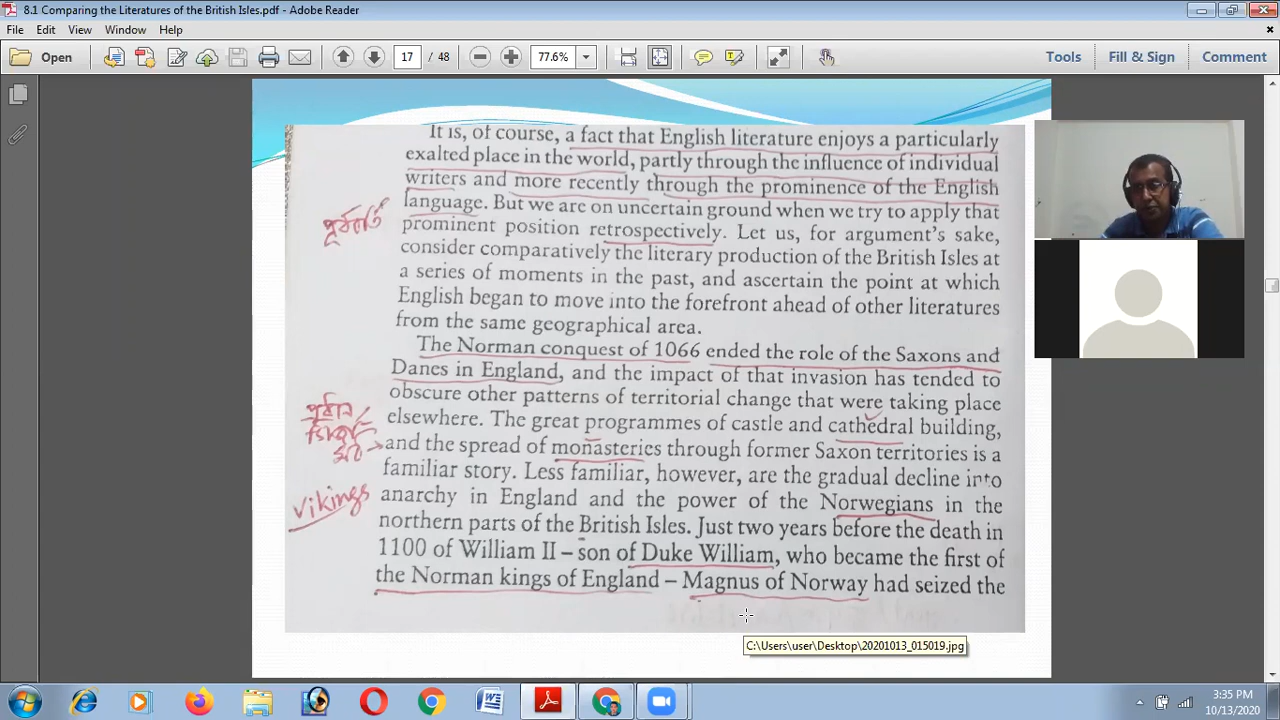 8.1 Comparing the Literatures of the British Isles.pdf - Adobe Reader
File Edit View Window Help
Open 17 / 48 77.6% Tools Fill & Sign Comment
It is, of course, a fact that English literature enjoys a particularly
exalted place in the world, partly through the influence of individual
writers and more recently through the prominence of the English
language. But we are on uncertain ground when we try to apply that
prominent position retrospectively. Let us, for argument's sake,
consider comparatively the literary production of the British Isles at
a series of moments in the past, and ascertain the point at which
English began to move into the forefront ahead of other literatures
from the same geographical area.
The Norman conquest of 1066 ended the role of the Saxons and
Danes in England, and the impact of that invasion has tended to
obscure other patterns of territorial change that were taking place
elsewhere. The great programmes of castle and cathedral building,
and the spread of monasteries through former Saxon territories is a
familiar story. Less familiar, however, are the gradual decline into
anarchy in England and the power of the Norwegians in the
Vikings
northern parts of the British Isles. Just two years before the death in
1100 of William II – son of Duke William, who became the first of
the Norman kings of England – Magnus of Norway had seized the
C:\Users\user\Desktop\20201013_015019.jpg
3:35 PM
10/13/2020